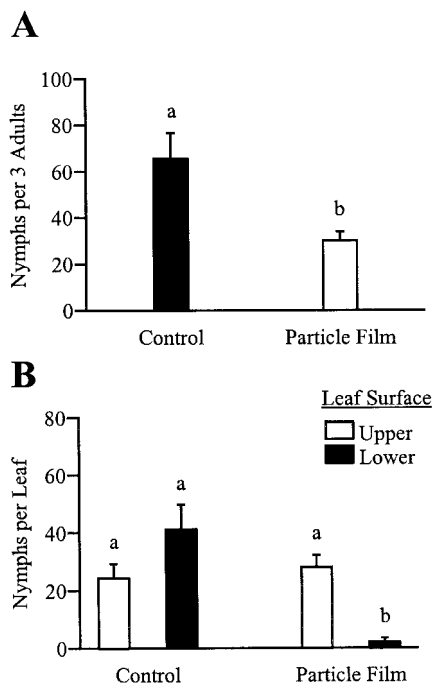 A
Nymphs per 3 Adults
100
80
60
40
20
0
a
b
Control
Particle Film
B
Leaf Surface
Upper
Lower
Nymphs per Leaf
80
60
40
20
0
a
a
a
b
Control
Particle Film